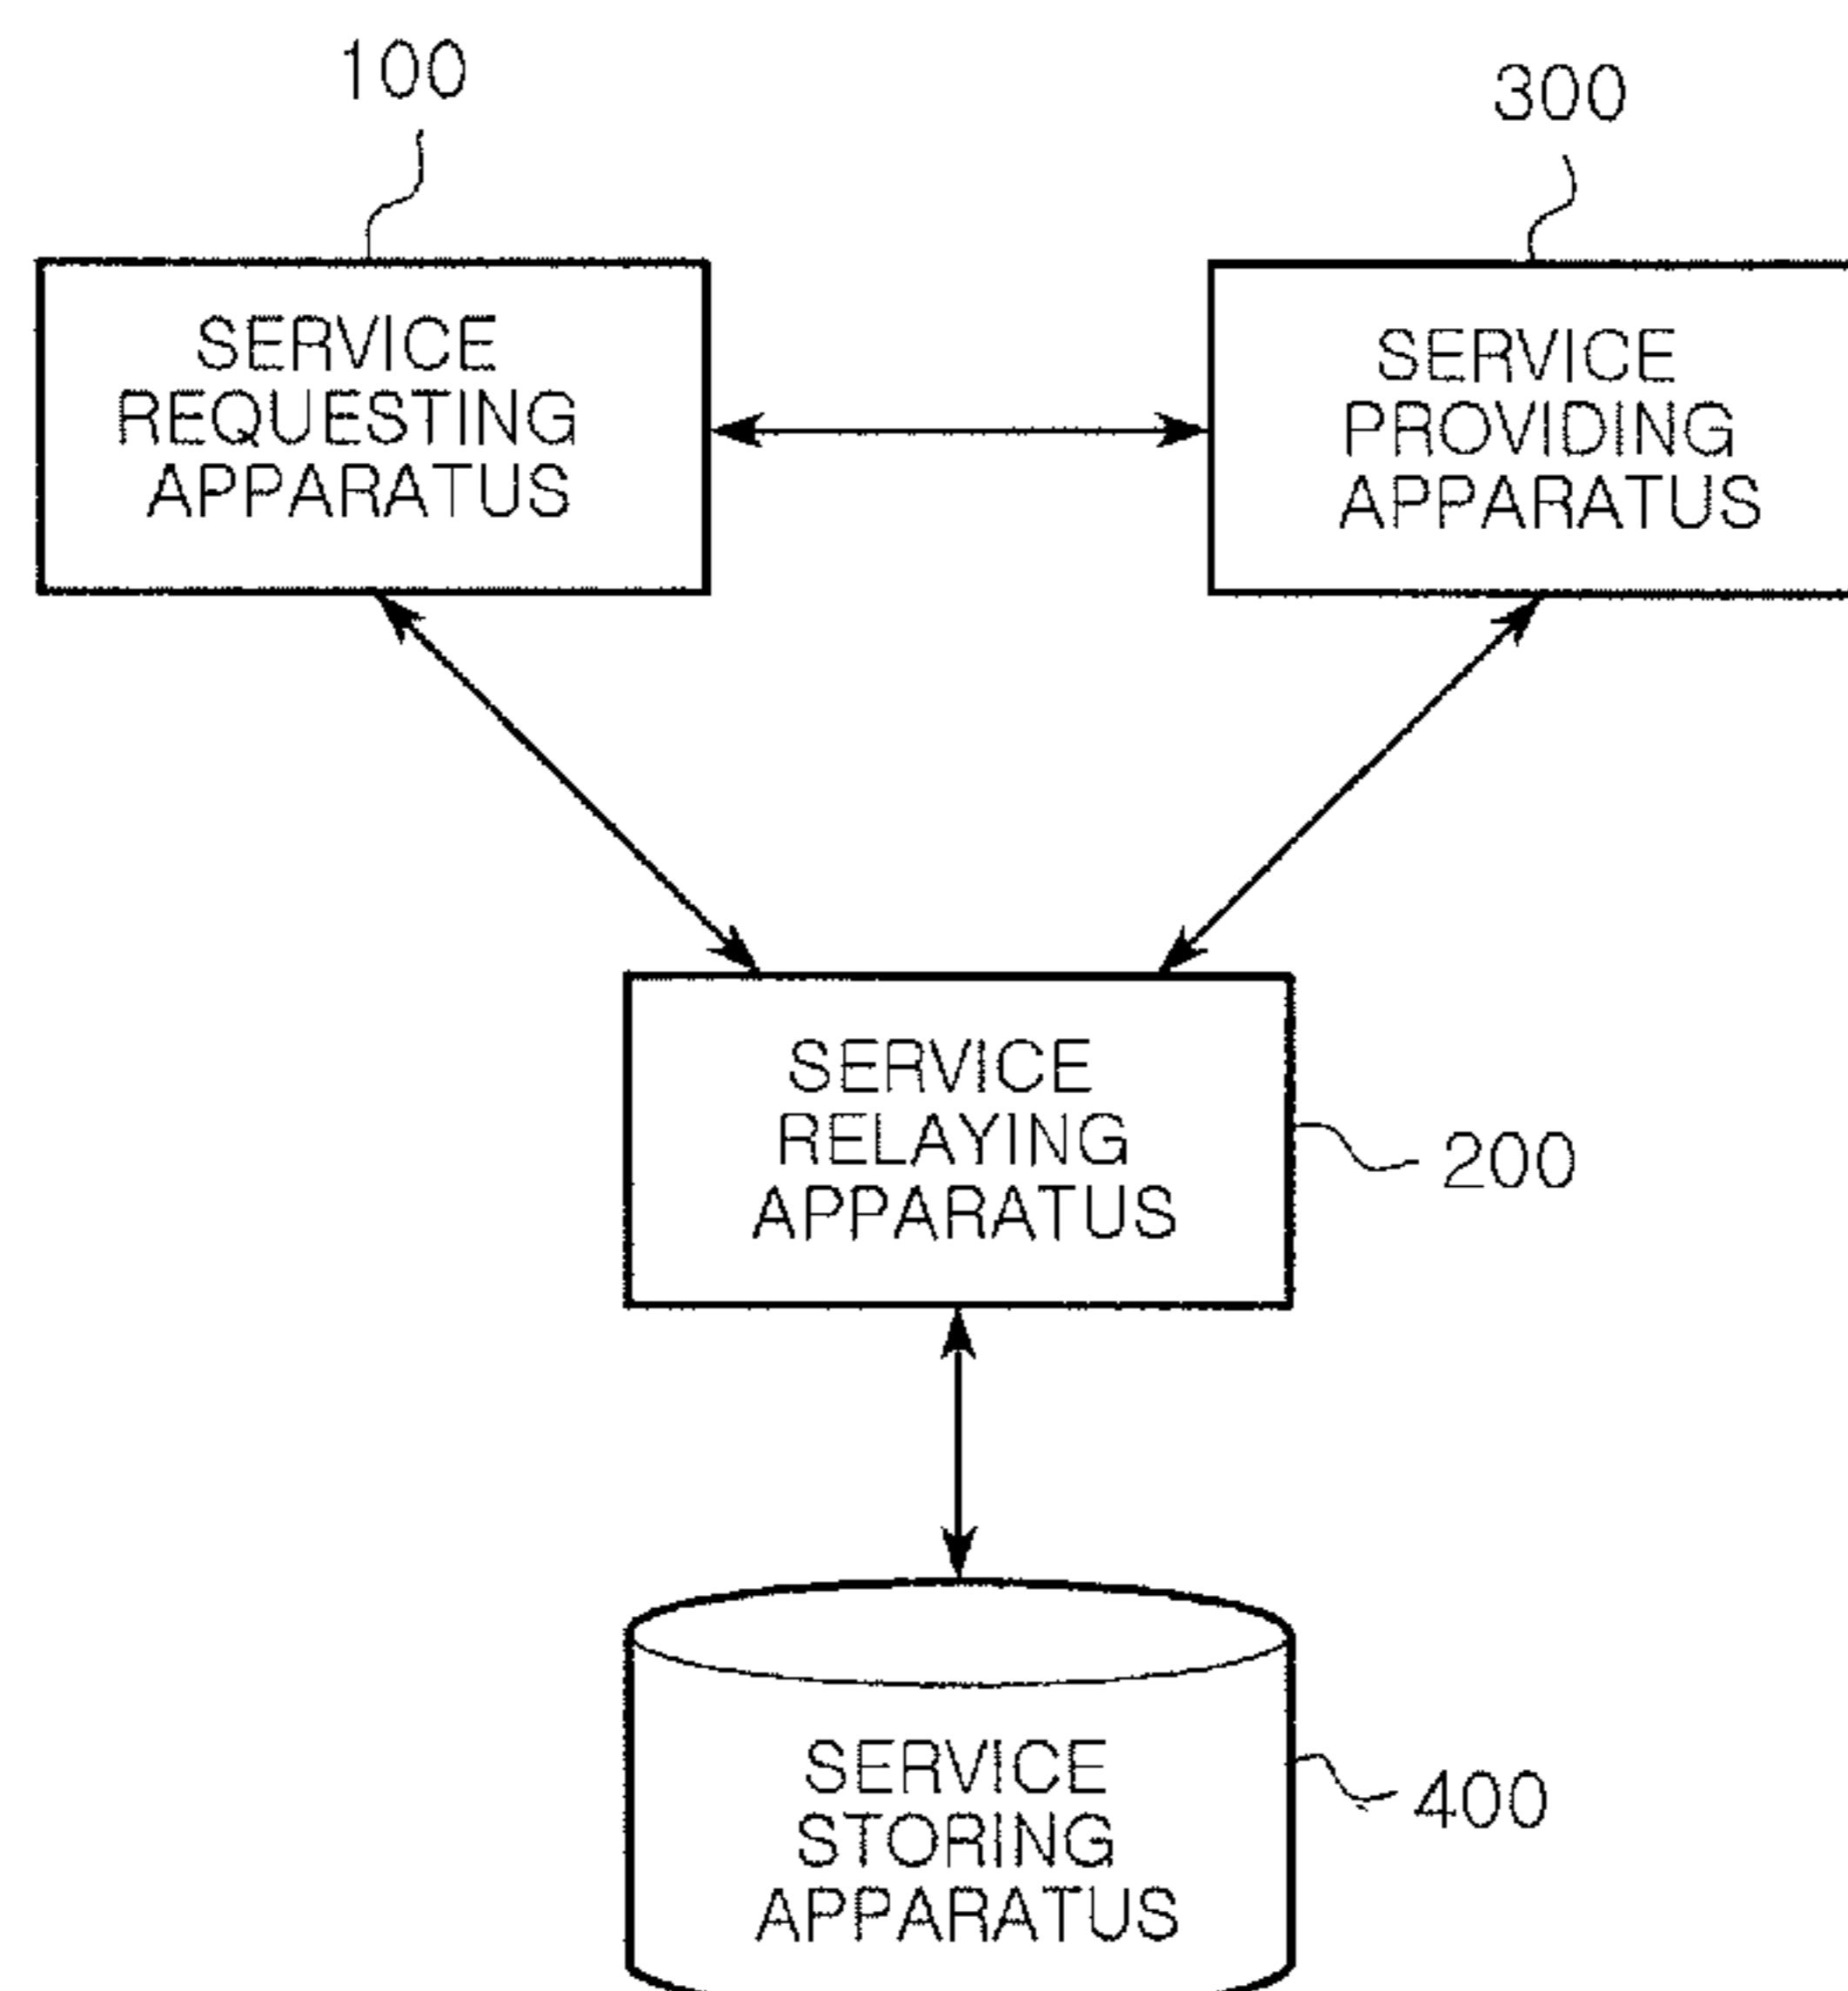 100
300
SERVICE
REQUESTING
APPARATUS
SERVICE
PROVIDING
APPARATUS
SERVICE
RELAYING
APPARATUS
200
SERVICE
STORING
APPARATUS
400